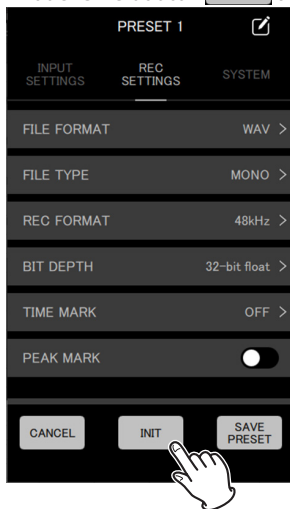 PRESET 1
INPUT SETTINGS
REC SETTINGS
SYSTEM
FILE FORMAT WAV >
FILE TYPE MONO >
REC FORMAT 48kHz >
BIT DEPTH 32-bit float >
TIME MARK OFF >
PEAK MARK
CANCEL
INIT
SAVE PRESET